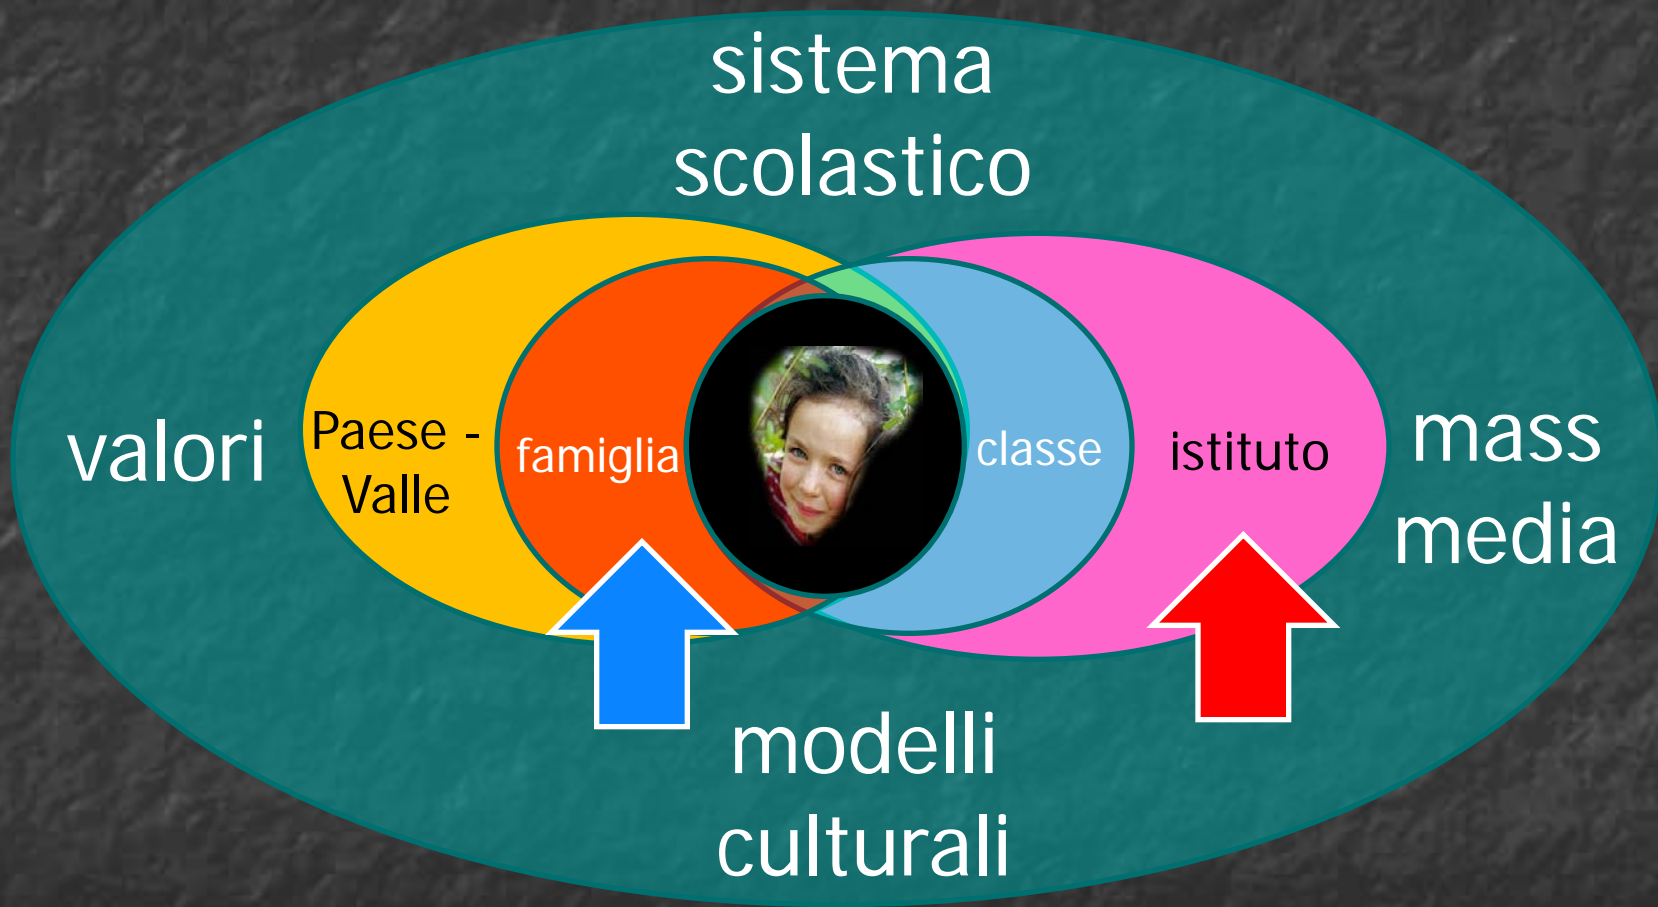 sistema
scolastico
valori
Paese -
Valle
famiglia
classe
istituto
mass
media
modelli
culturali